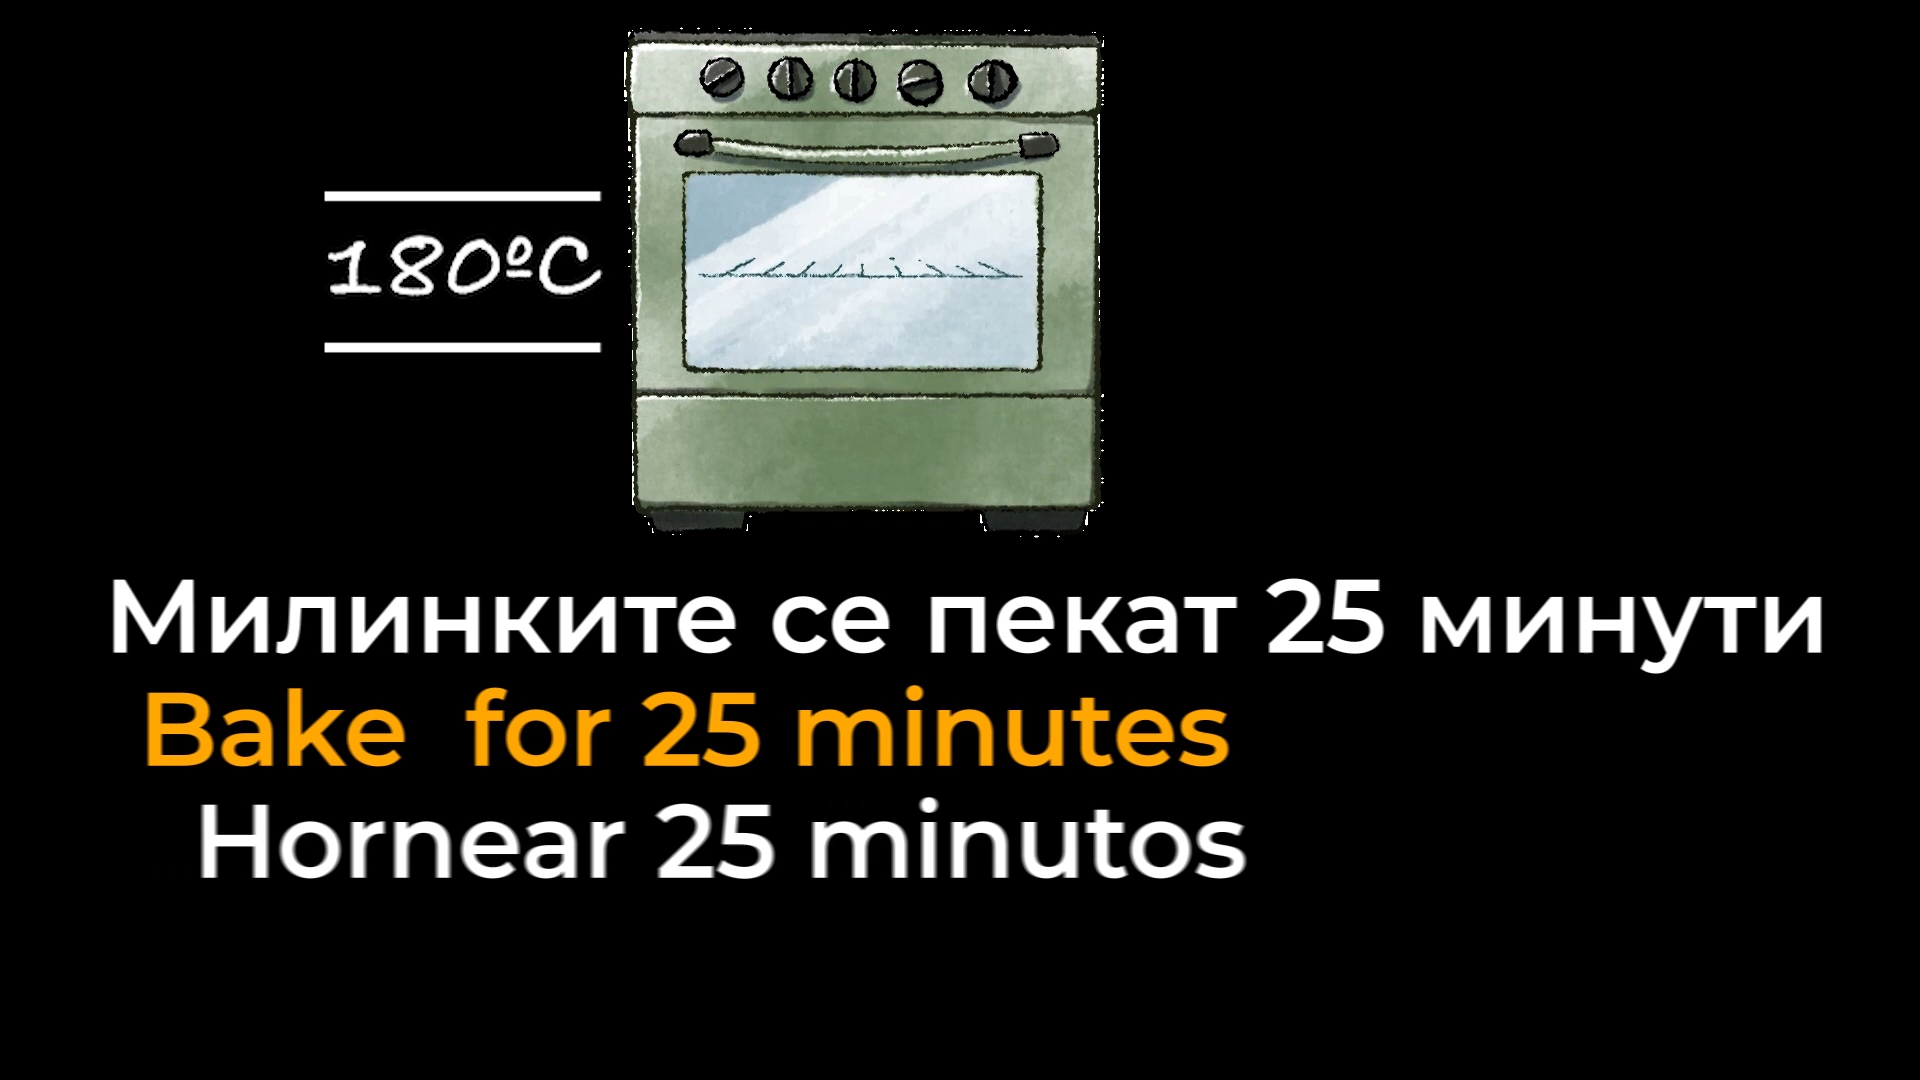 180ºC
Милинките се пекат 25 минути
Bake for 25 minutes
Hornear 25 minutos